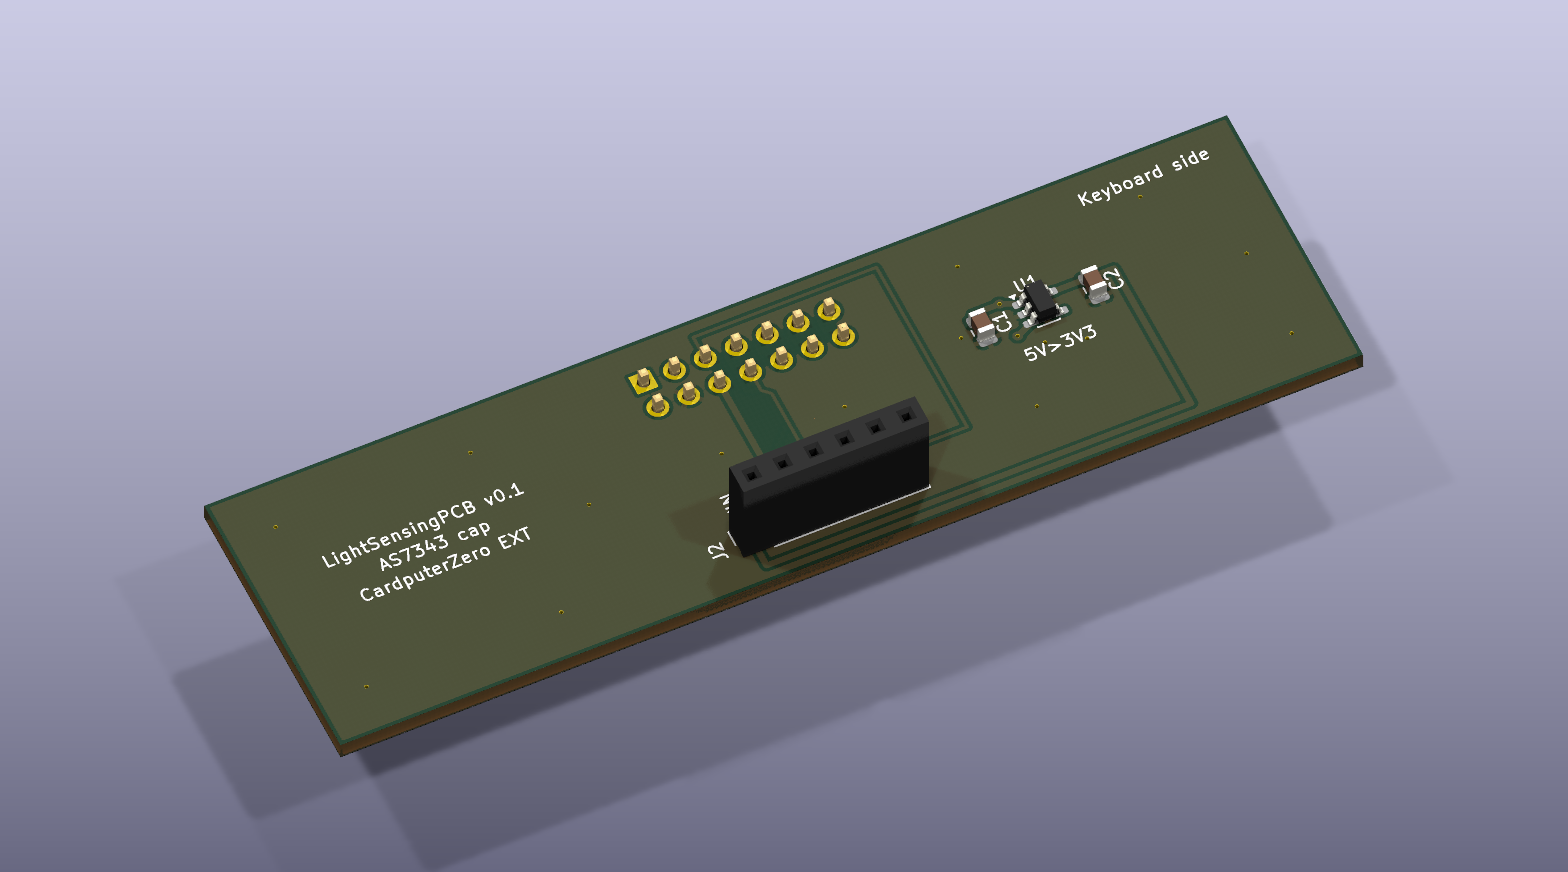 Keyboard side
U1
C2
C1
5V>3V3
LightSensingPCB v0.1
AS7343 cap
CardputerZero EXT
J2